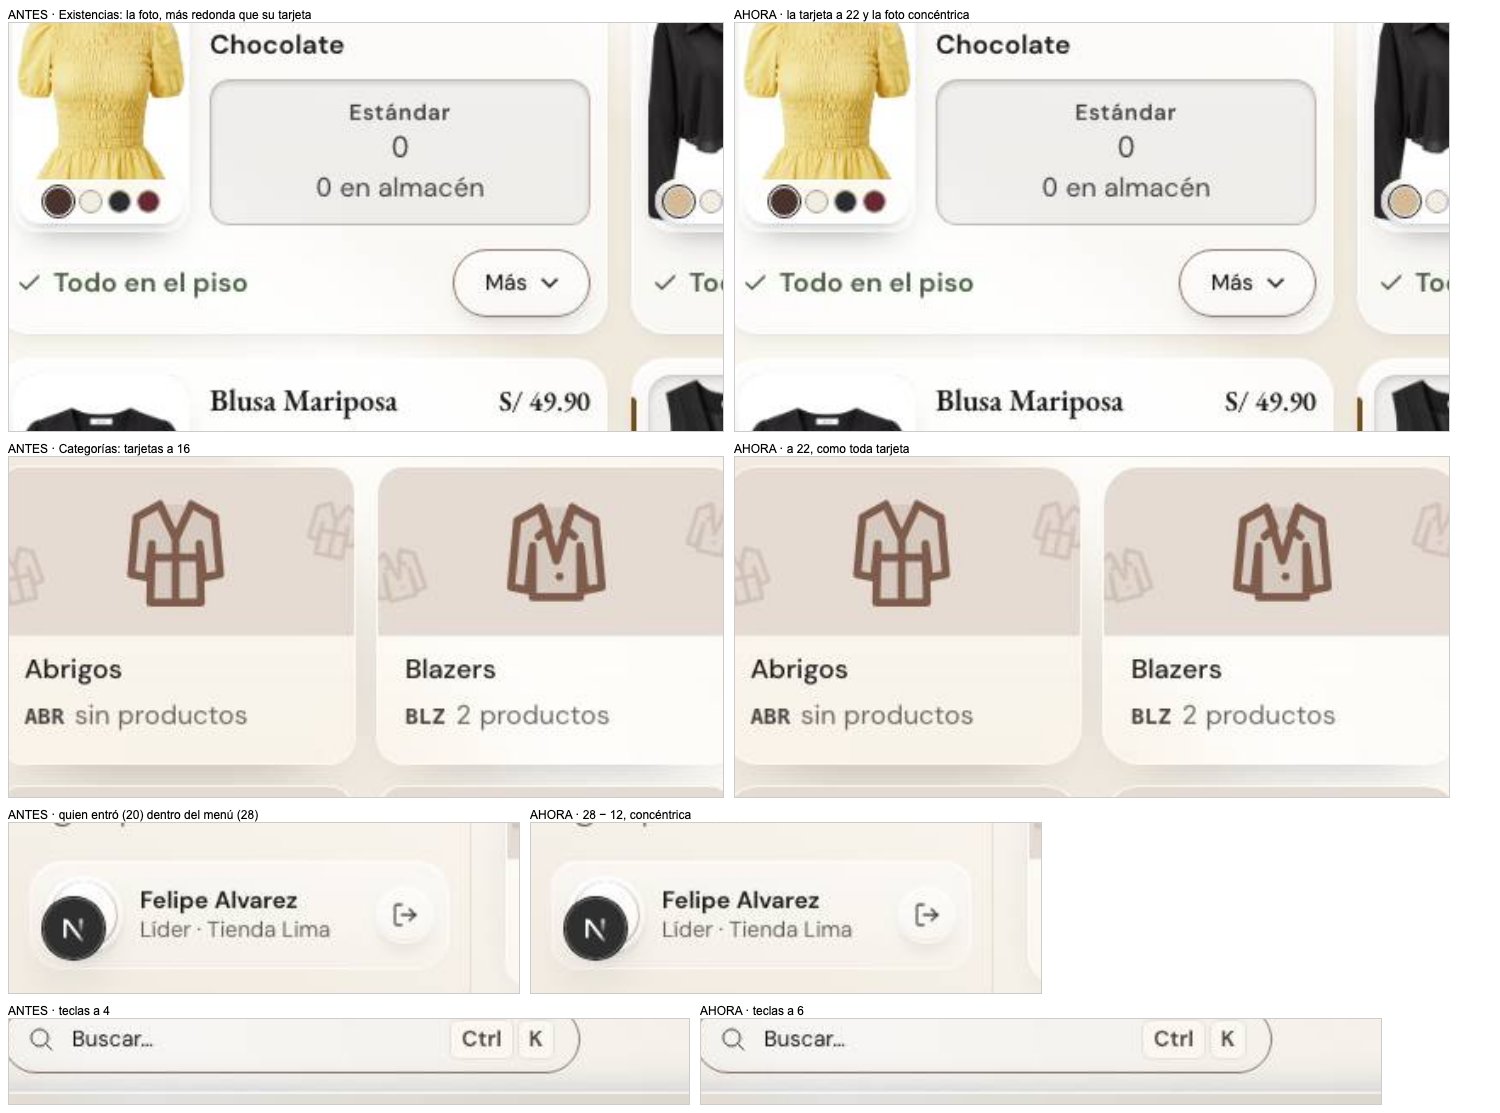 ANTES · Existencias: la foto, más redonda que su tarjeta
AHORA · la tarjeta a 22 y la foto concéntrica
Chocolate
Estándar
0
0 en almacén
Todo en el piso
Más
To
Blusa Mariposa
S/ 49.90
Chocolate
Estándar
0
0 en almacén
Todo en el piso
Más
To
Blusa Mariposa
S/ 49.90
ANTES · Categorías: tarjetas a 16
AHORA · a 22, como toda tarjeta
Abrigos
ABR sin productos
Blazers
BLZ 2 productos
Abrigos
ABR sin productos
Blazers
BLZ 2 productos
ANTES · quien entró (20) dentro del menú (28)
AHORA · 28 − 12, concéntrica
N
Felipe Alvarez
Líder · Tienda Lima
N
Felipe Alvarez
Líder · Tienda Lima
ANTES · teclas a 4
AHORA · teclas a 6
Buscar...
Ctrl K
Buscar...
Ctrl K